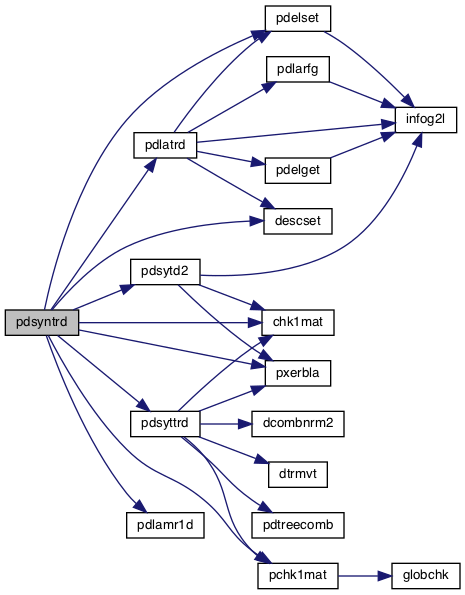 pdelset
pdlarfg
infog2l
pdlatrd
pdelget
descset
pdsytd2
pdsyntrd
chk1mat
pxerbla
pdsyttrd
dcombnrm2
dtrmvt
pdlamr1d
pdtreecomb
pchk1mat
globchk